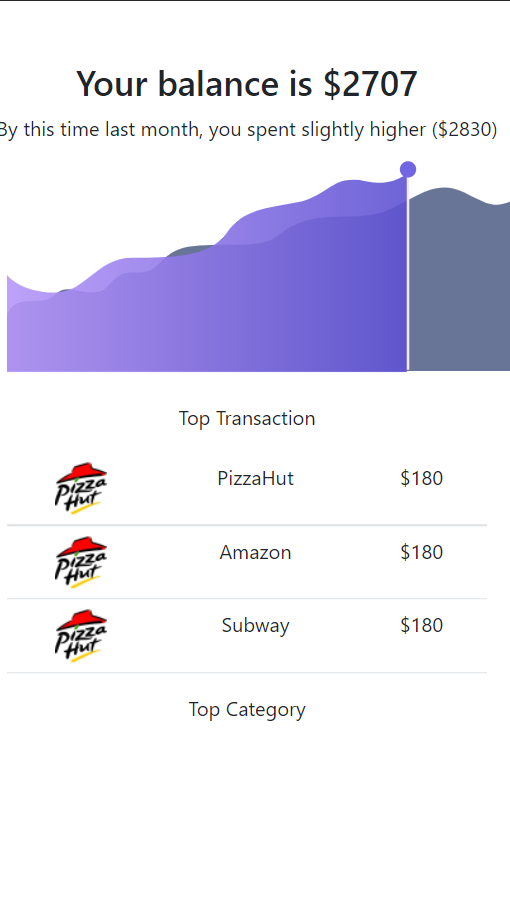 Your balance is $2707
By this time last month, you spent slightly higher ($2830)
Top Transaction
Pizza Hut PizzaHut $180
Pizza Hut Amazon $180
Pizza Hut Subway $180
Top Category